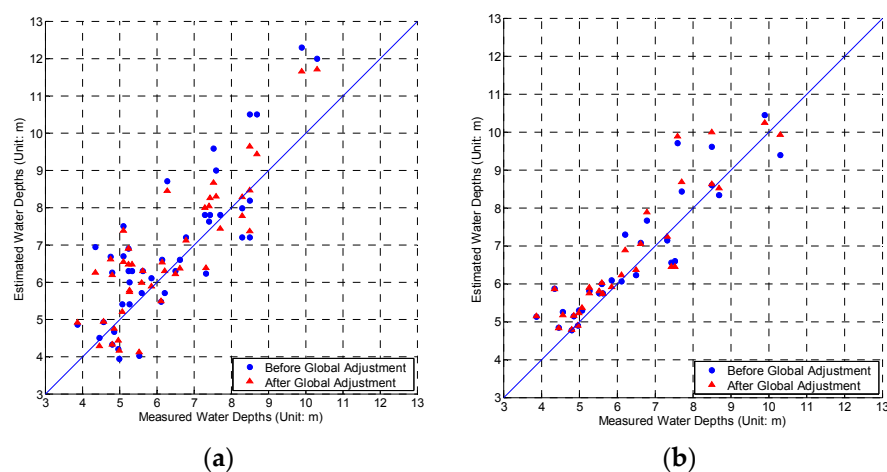 13
12
11
10
9
8
7
6
5
4
3
Estimated Water Depths (Unit: m)
Before Global Adjustment
After Global Adjustment
3 4 5 6 7 8 9 10 11 12 13
Measured Water Depths (Unit: m)
(a)
13
12
11
10
9
8
7
6
5
4
3
Estimated Water Depths (Unit: m)
Before Global Adjustment
After Global Adjustment
3 4 5 6 7 8 9 10 11 12 13
Measured Water Depths (Unit: m)
(b)